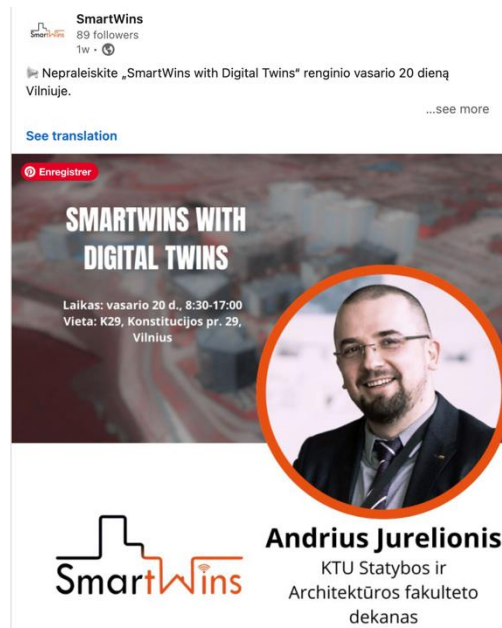 SmartWins
SmartWins
89 followers
1w •
Nepraleiskite „SmartWins with Digital Twins“ renginio vasario 20 dieną
Vilniuje.
...see more
See translation
Enregistrer
SMARTWINS WITH
DIGITAL TWINS
Laikas: vasario 20 d., 8:30-17:00
Vieta: K29, Konstitucijos pr. 29,
Vilnius
SmartWins
Andrius Jurelionis
KTU Statybos ir
Architektūros fakulteto
dekanas